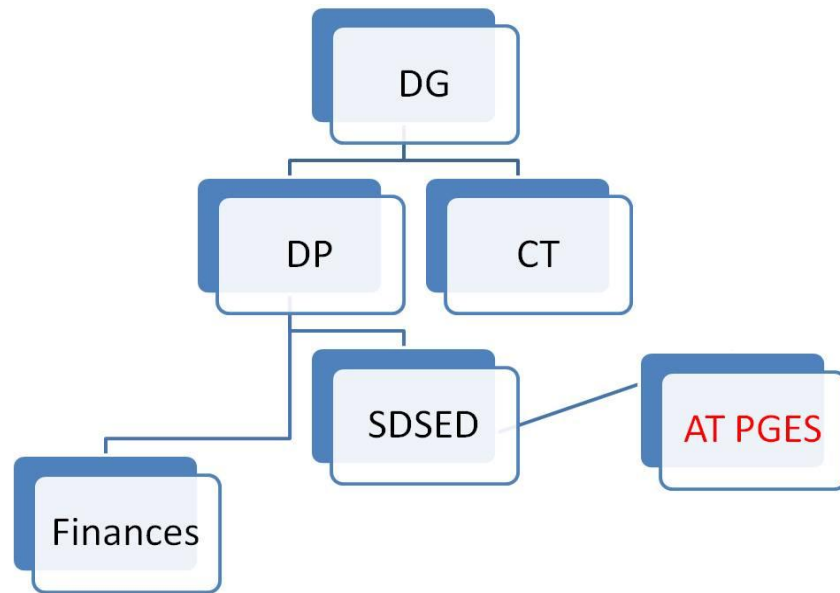 DG
DP
CT
SDSED
AT PGES
Finances